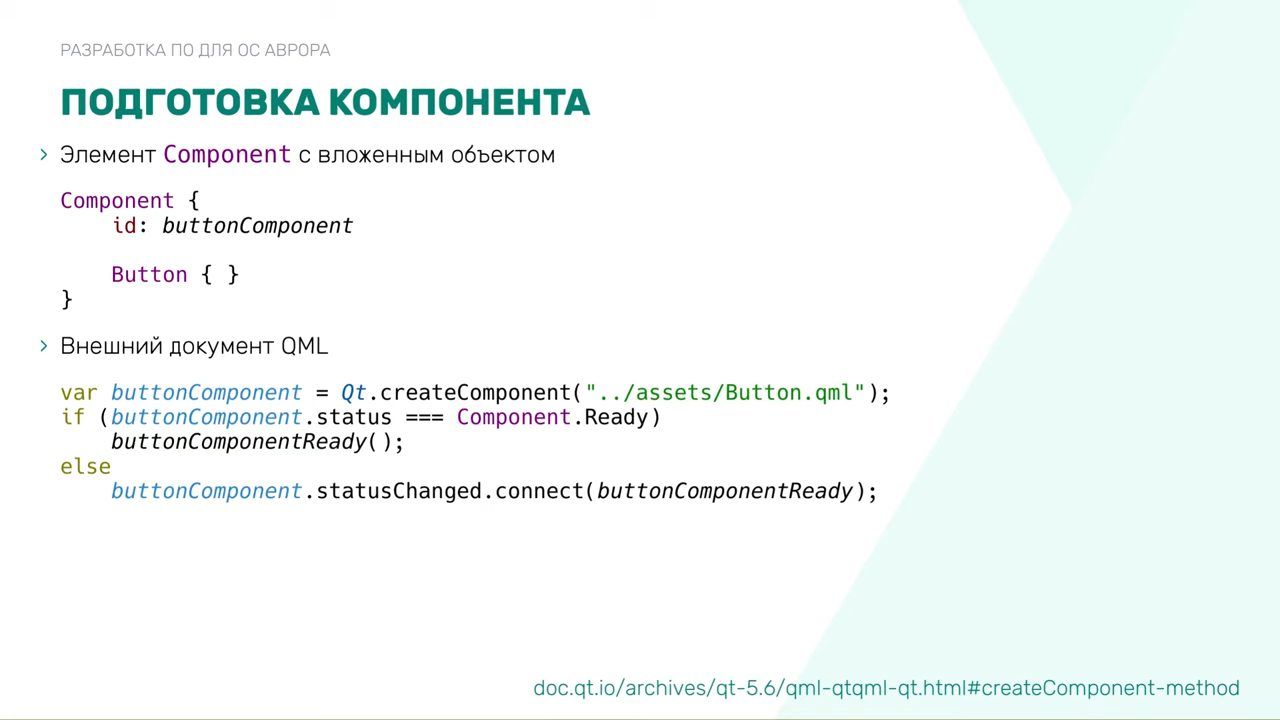 РАЗРАБОТКА ПО ДЛЯ ОС АВРОРА
ПОДГОТОВКА КОМПОНЕНТА
› Элемент Component с вложенным объектом
Component {
    id: buttonComponent

    Button { }
}
› Внешний документ QML
var buttonComponent = Qt.createComponent("../assets/Button.qml");
if (buttonComponent.status === Component.Ready)
    buttonComponentReady();
else
    buttonComponent.statusChanged.connect(buttonComponentReady);
doc.qt.io/archives/qt-5.6/qml-qtqml-qt.html#createComponent-method